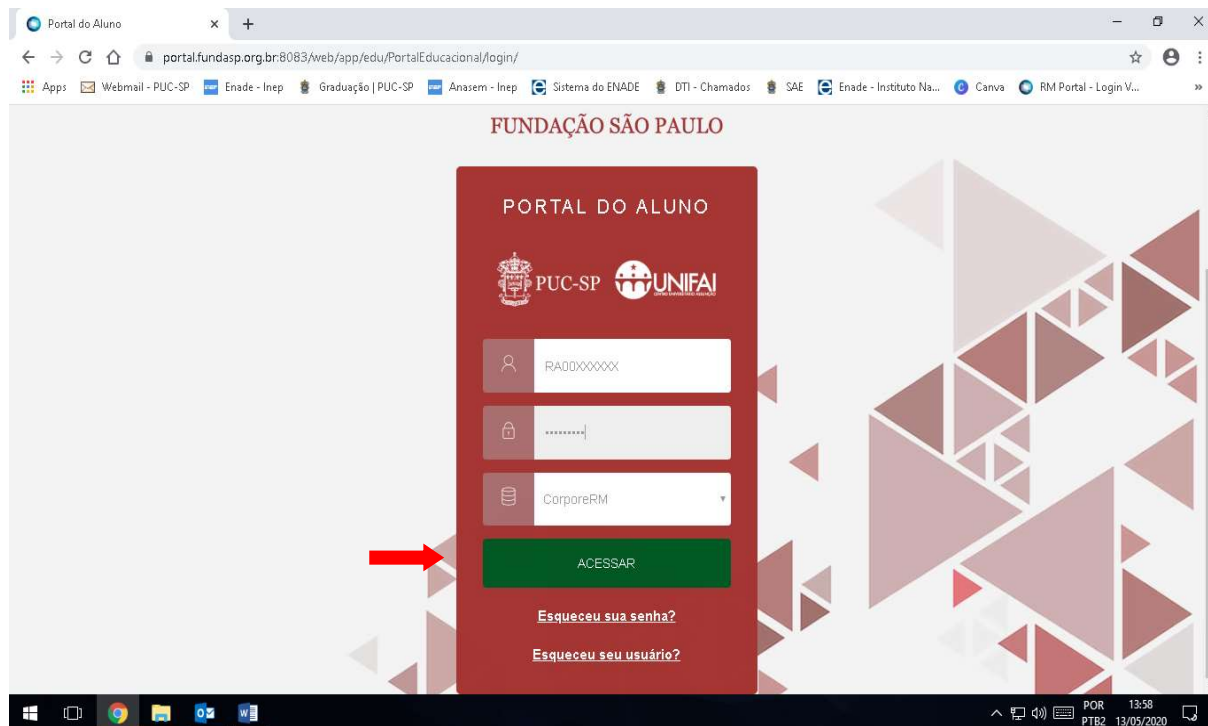 Portal do Aluno
portal.fundasp.org.br:8083/web/app/edu/PortalEducacional/login/
Apps Webmail - PUC-SP Enade - Inep Graduação | PUC-SP Anasem - Inep Sistema do ENADE DTI - Chamados SAE Enade - Instituto Na... Canva RM Portal - Login V... »
FUNDAÇÃO SÃO PAULO
PORTAL DO ALUNO
PUC-SP UNIFAI
RA00XXXXXX
CorporeRM
ACESSAR
Esqueceu sua senha?
Esqueceu seu usuário?
POR 13:58
PTB2 13/05/2020